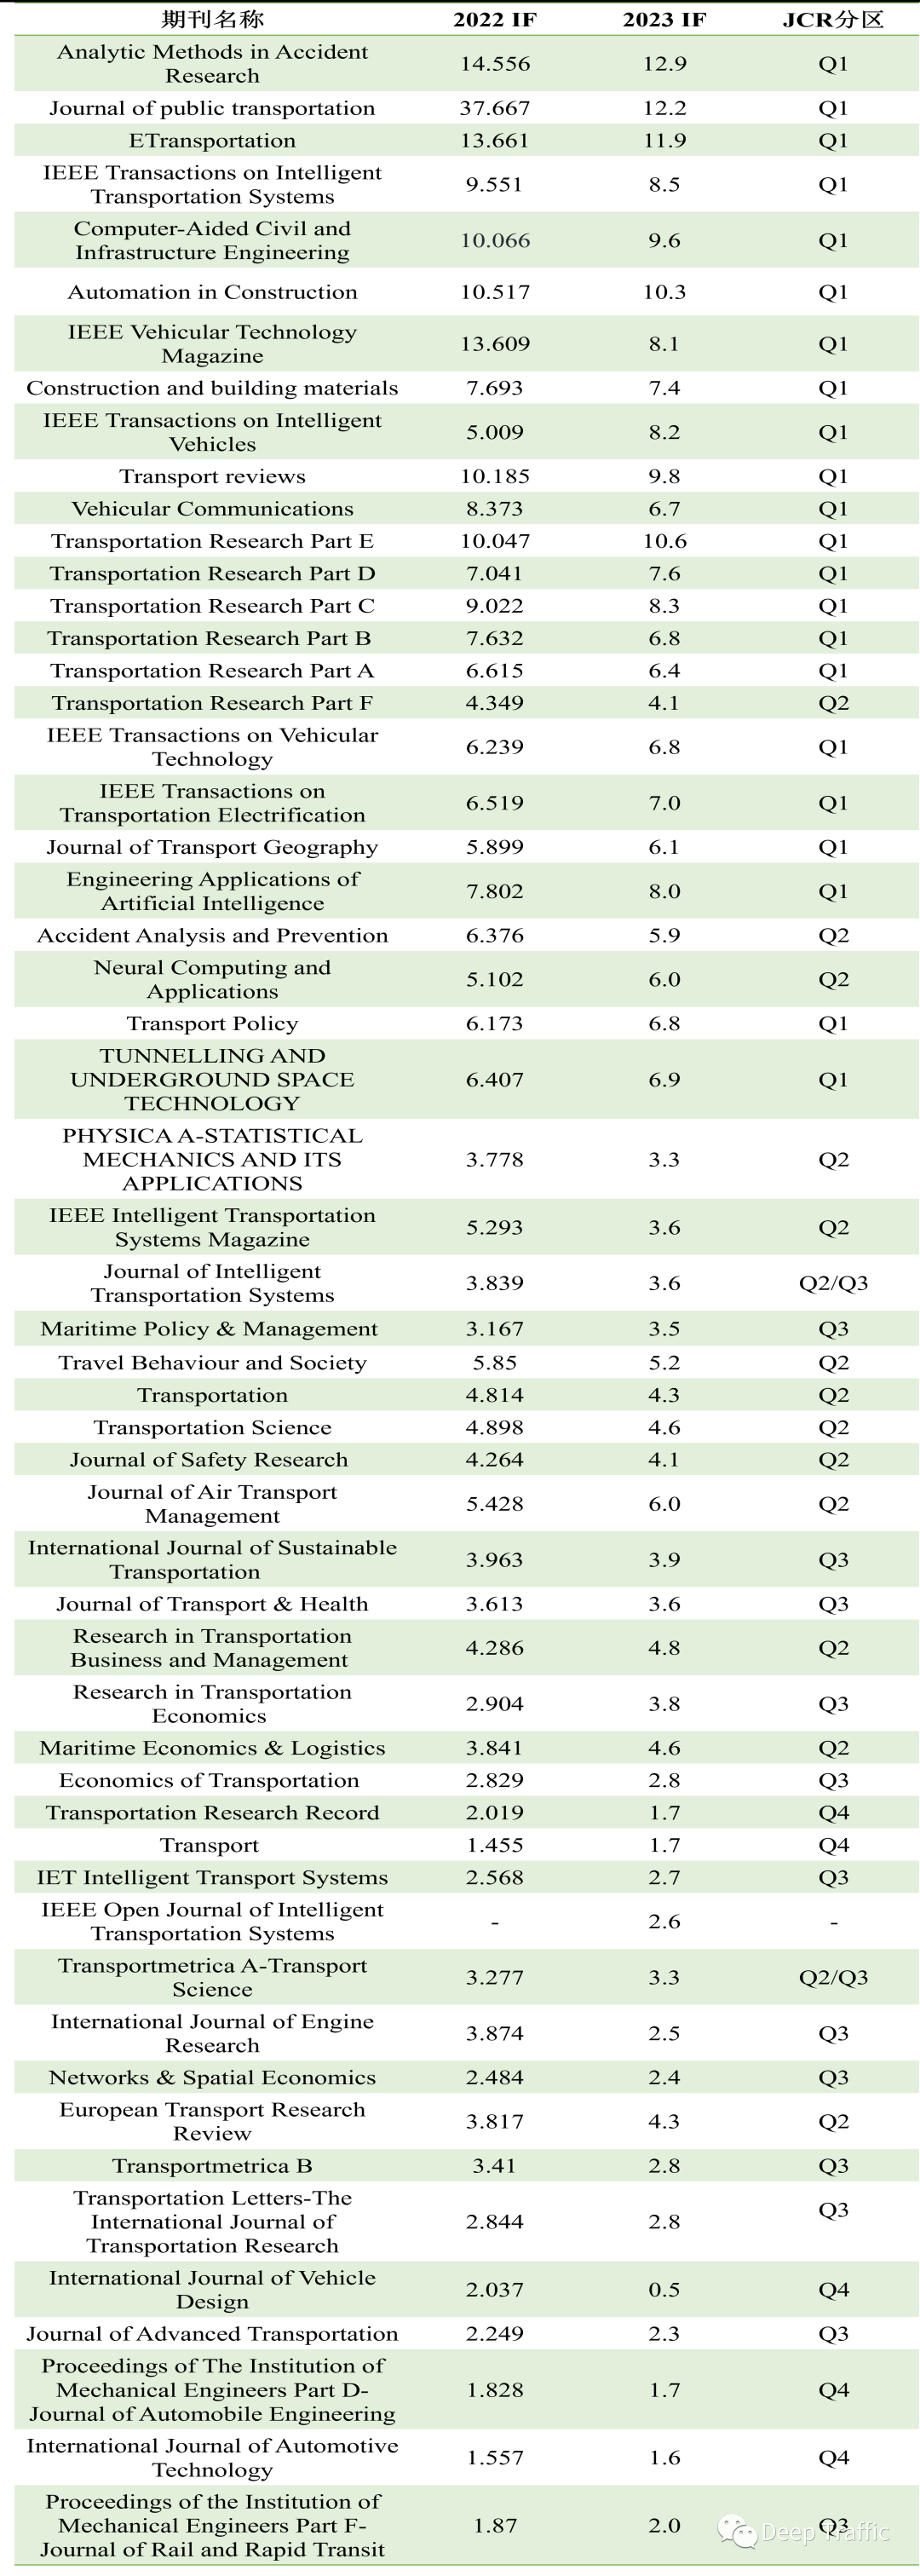 期刊名称 2022 IF 2023 IF JCR分区
Analytic Methods in Accident
Research 14.556 12.9 Q1
Journal of public transportation 37.667 12.2 Q1
ETransportation 13.661 11.9 Q1
IEEE Transactions on Intelligent
Transportation Systems 9.551 8.5 Q1
Computer-Aided Civil and
Infrastructure Engineering 10.066 9.6 Q1
Automation in Construction 10.517 10.3 Q1
IEEE Vehicular Technology
Magazine 13.609 8.1 Q1
Construction and building materials 7.693 7.4 Q1
IEEE Transactions on Intelligent
Vehicles 5.009 8.2 Q1
Transport reviews 10.185 9.8 Q1
Vehicular Communications 8.373 6.7 Q1
Transportation Research Part E 10.047 10.6 Q1
Transportation Research Part D 7.041 7.6 Q1
Transportation Research Part C 9.022 8.3 Q1
Transportation Research Part B 7.632 6.8 Q1
Transportation Research Part A 6.615 6.4 Q1
Transportation Research Part F 4.349 4.1 Q2
IEEE Transactions on Vehicular
Technology 6.239 6.8 Q1
IEEE Transactions on
Transportation Electrification 6.519 7.0 Q1
Journal of Transport Geography 5.899 6.1 Q1
Engineering Applications of
Artificial Intelligence 7.802 8.0 Q1
Accident Analysis and Prevention 6.376 5.9 Q2
Neural Computing and
Applications 5.102 6.0 Q2
Transport Policy 6.173 6.8 Q1
TUNNELLING AND
UNDERGROUND SPACE 6.407 6.9 Q1
TECHNOLOGY
PHYSICA A-STATISTICAL
MECHANICS AND ITS 3.778 3.3 Q2
APPLICATIONS
IEEE Intelligent Transportation
Systems Magazine 5.293 3.6 Q2
Journal of Intelligent
Transportation Systems 3.839 3.6 Q2/Q3
Maritime Policy & Management 3.167 3.5 Q3
Travel Behaviour and Society 5.85 5.2 Q2
Transportation 4.814 4.3 Q2
Transportation Science 4.898 4.6 Q2
Journal of Safety Research 4.264 4.1 Q2
Journal of Air Transport
Management 5.428 6.0 Q2
International Journal of Sustainable
Transportation 3.963 3.9 Q3
Journal of Transport & Health 3.613 3.6 Q3
Research in Transportation
Business and Management 4.286 4.8 Q2
Research in Transportation
Economics 2.904 3.8 Q3
Maritime Economics & Logistics 3.841 4.6 Q2
Economics of Transportation 2.829 2.8 Q3
Transportation Research Record 2.019 1.7 Q4
Transport 1.455 1.7 Q4
IET Intelligent Transport Systems 2.568 2.7 Q3
IEEE Open Journal of Intelligent
Transportation Systems - 2.6 -
Transportmetrica A-Transport
Science 3.277 3.3 Q2/Q3
International Journal of Engine
Research 3.874 2.5 Q3
Networks & Spatial Economics 2.484 2.4 Q3
European Transport Research
Review 3.817 4.3 Q2
Transportmetrica B 3.41 2.8 Q3
Transportation Letters-The
International Journal of 2.844 2.8 Q3
Transportation Research
International Journal of Vehicle
Design 2.037 0.5 Q4
Journal of Advanced Transportation 2.249 2.3 Q3
Proceedings of The Institution of
Mechanical Engineers Part D- 1.828 1.7 Q4
Journal of Automobile Engineering
International Journal of Automotive
Technology 1.557 1.6 Q4
Proceedings of the Institution of
Mechanical Engineers Part F- 1.87 2.0 Q3
Journal of Rail and Rapid Transit
Deep Traffic